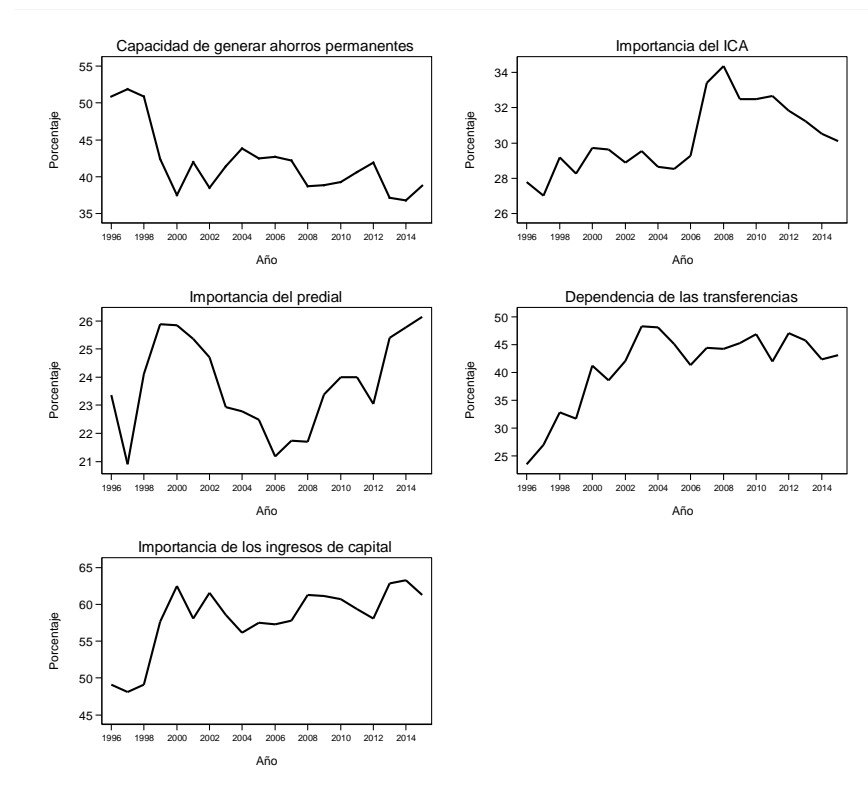 Capacidad de generar ahorros permanentes
55
50
45
40
35
Porcentaje
1996 1998 2000 2002 2004 2006 2008 2010 2012 2014
Año
Importancia del ICA
34
32
30
28
26
Porcentaje
1996 1998 2000 2002 2004 2006 2008 2010 2012 2014
Año
Importancia del predial
26
25
24
23
22
21
Porcentaje
1996 1998 2000 2002 2004 2006 2008 2010 2012 2014
Año
Dependencia de las transferencias
50
45
40
35
30
25
Porcentaje
1996 1998 2000 2002 2004 2006 2008 2010 2012 2014
Año
Importancia de los ingresos de capital
65
60
55
50
45
Porcentaje
1996 1998 2000 2002 2004 2006 2008 2010 2012 2014
Año